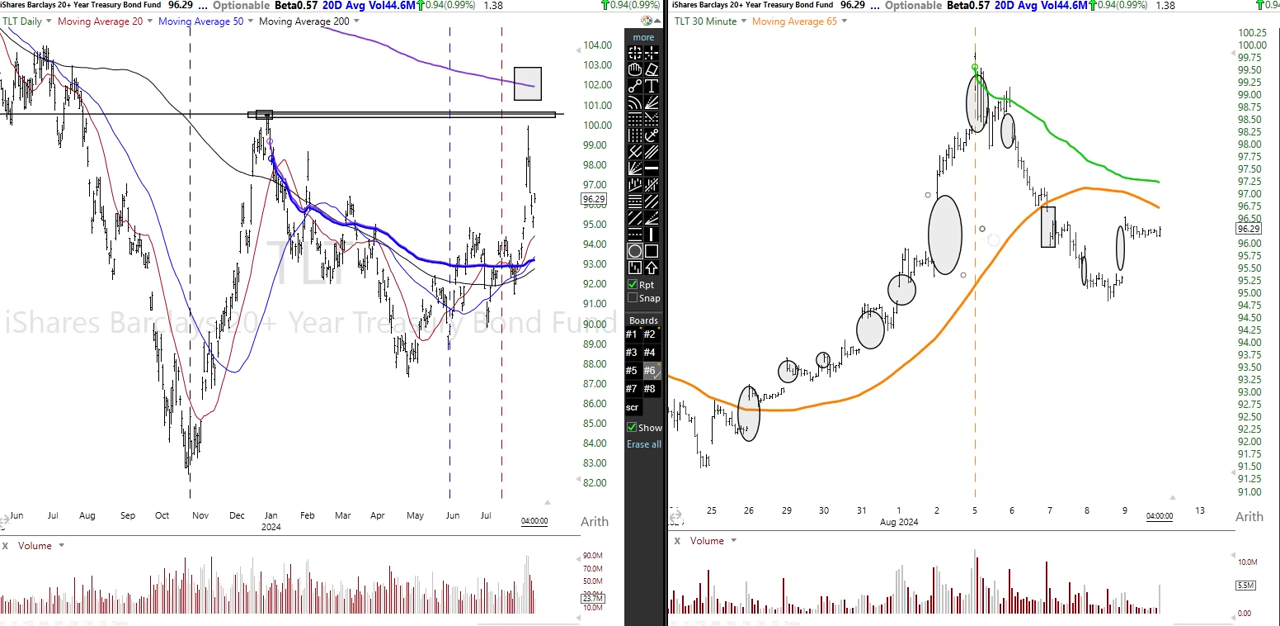 iShares Barclays 20+ Year Treasury Bond Fund 96.29 ... Optionable Beta0.57 20D Avg Vol44.6M 0.94(0.99%) 1.38 0.94(0.99%)
TLT Daily Moving Average 20 Moving Average 50 Moving Average 200
104.00
103.00
102.00
101.00
100.00
99.00
98.00
97.00
96.29
95.00
94.00
93.00
92.00
91.00
90.00
89.00
88.00
87.00
86.00
85.00
84.00
83.00
82.00
TLT
iShares Barclays 20+ Year Treasury Bond Fund
Jun Jul Aug Sep Oct Nov Dec Jan Feb Mar Apr May Jun Jul 04:00:00 Arith
2024
X Volume
90.0M
70.0M
50.0M
23.7M
10.0M
more
Rpt
Snap
Boards
#1 #2
#3 #4
#5 #6
#7 #8
scr
Show
Erase all
iShares Barclays 20+ Year Treasury Bond Fund 96.29 ... Optionable Beta0.57 20D Avg Vol44.6M 0.94(0.99%) 1.38
TLT 30 Minute Moving Average 65
100.25
100.00
99.75
99.50
99.25
99.00
98.75
98.50
98.25
98.00
97.75
97.50
97.25
97.00
96.75
96.50
96.29
96.00
95.75
95.50
95.25
95.00
94.75
94.50
94.25
94.00
93.75
93.50
93.25
93.00
92.75
92.50
92.25
92.00
91.75
91.50
91.25
91.00
25 26 29 30 31 1 2 5 6 7 8 9 04:00:00 13 Arith
Aug 2024
X Volume
10.0M
5.5M
0.00